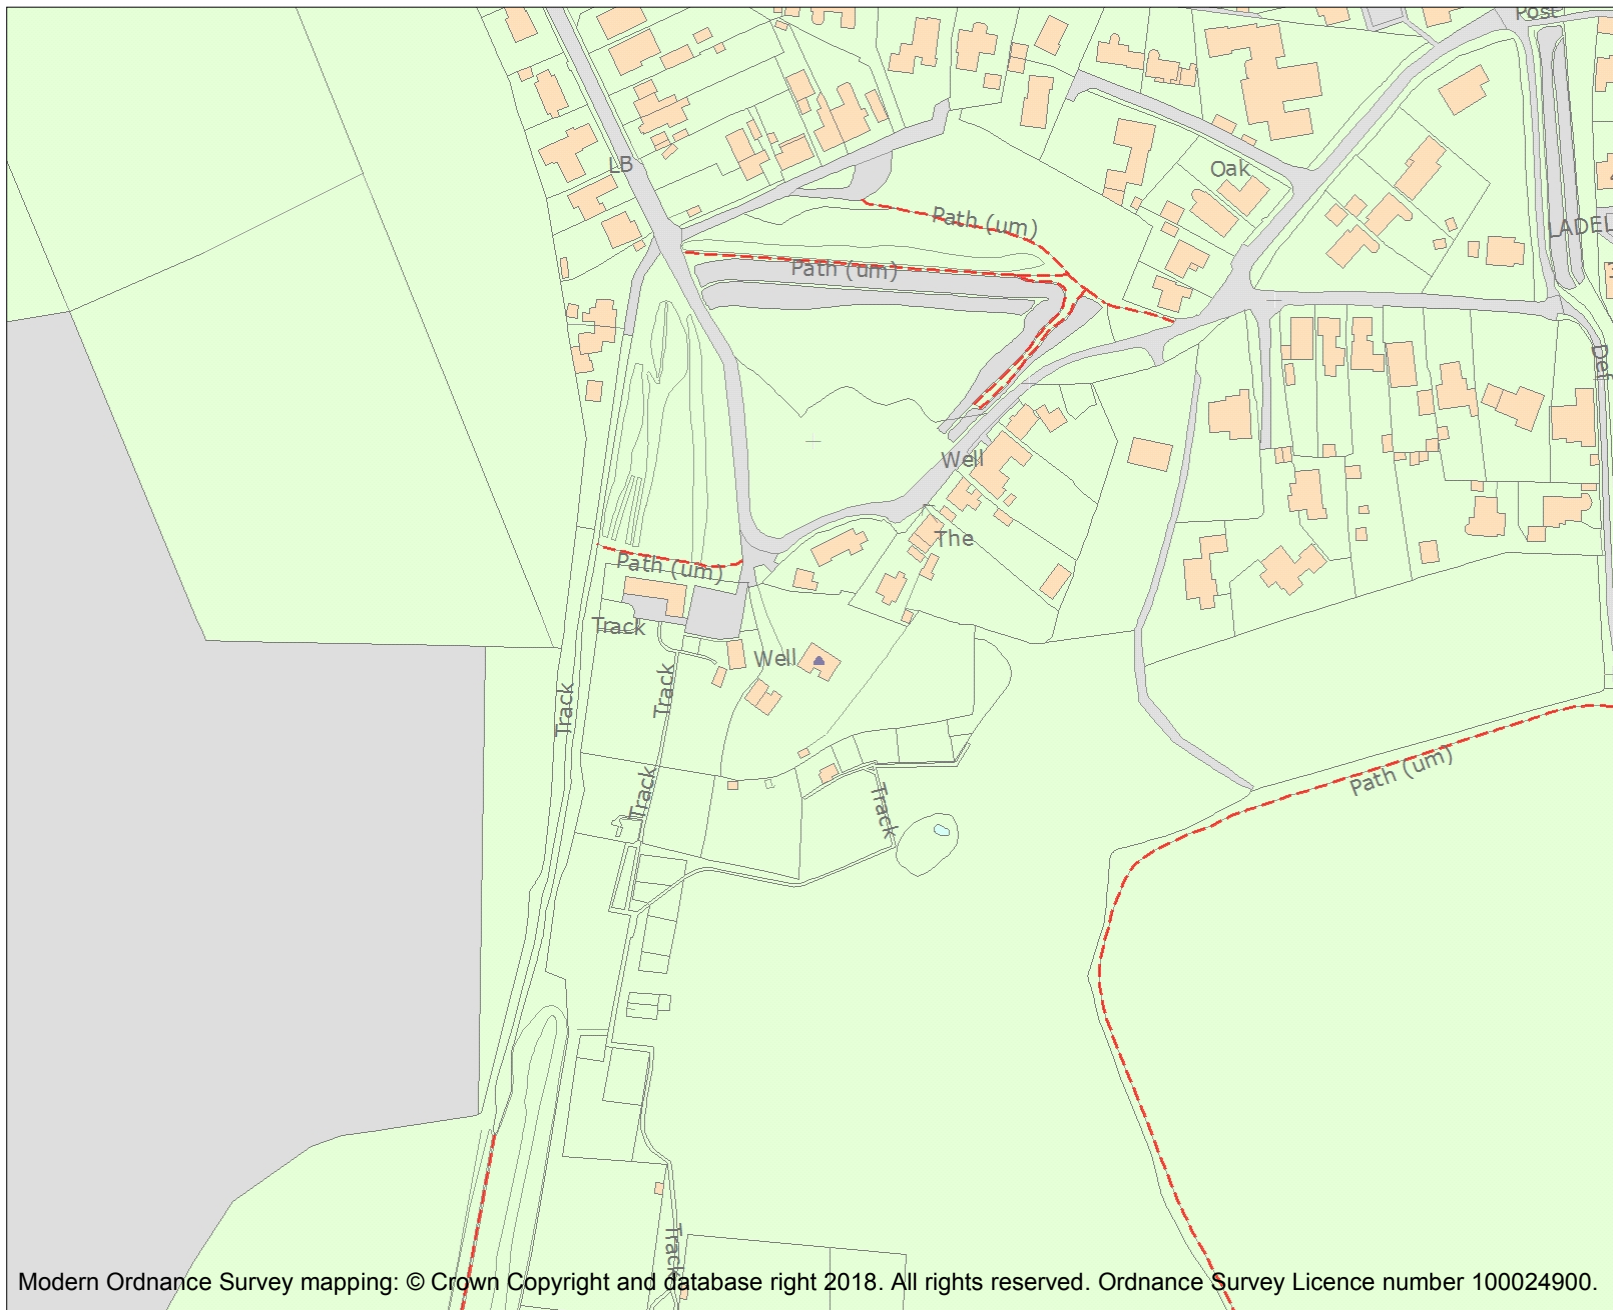 Post
LB
Oak
Path (um)
LADEL
Path (um)
Def
Well
The
Path (um)
Track
Well
Track
Track
Path (um)
Track
Track
Track
Modern Ordnance Survey mapping: © Crown Copyright and database right 2018. All rights reserved. Ordnance Survey Licence number 100024900.